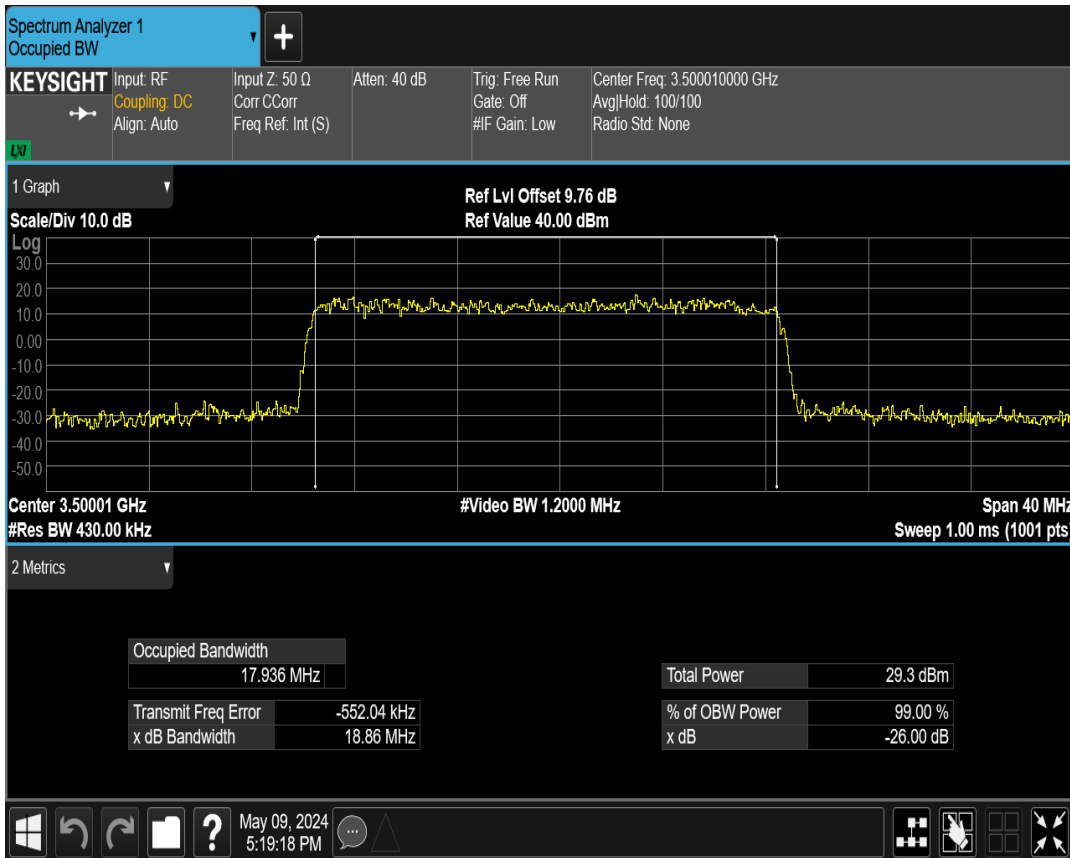 Spectrum Analyzer 1
Occupied BW
KEYSIGHT
LXI
Input: RF
Coupling: DC
Align: Auto
Input Z: 50 Ω
Corr CCorr
Freq Ref: Int (S)
Atten: 40 dB
Trig: Free Run
Gate: Off
#IF Gain: Low
Center Freq: 3.500010000 GHz
Avg|Hold: 100/100
Radio Std: None
1 Graph
Scale/Div 10.0 dB
Ref Lvl Offset 9.76 dB
Ref Value 40.00 dBm
Log
30.0
20.0
10.0
0.00
-10.0
-20.0
-30.0
-40.0
-50.0
Center 3.50001 GHz
#Video BW 1.2000 MHz
Span 40 MHz
#Res BW 430.00 kHz
Sweep 1.00 ms (1001 pts)
2 Metrics
Occupied Bandwidth
17.936 MHz
Transmit Freq Error -552.04 kHz
x dB Bandwidth 18.86 MHz
Total Power 29.3 dBm
% of OBW Power 99.00 %
x dB -26.00 dB
May 09, 2024
5:19:18 PM